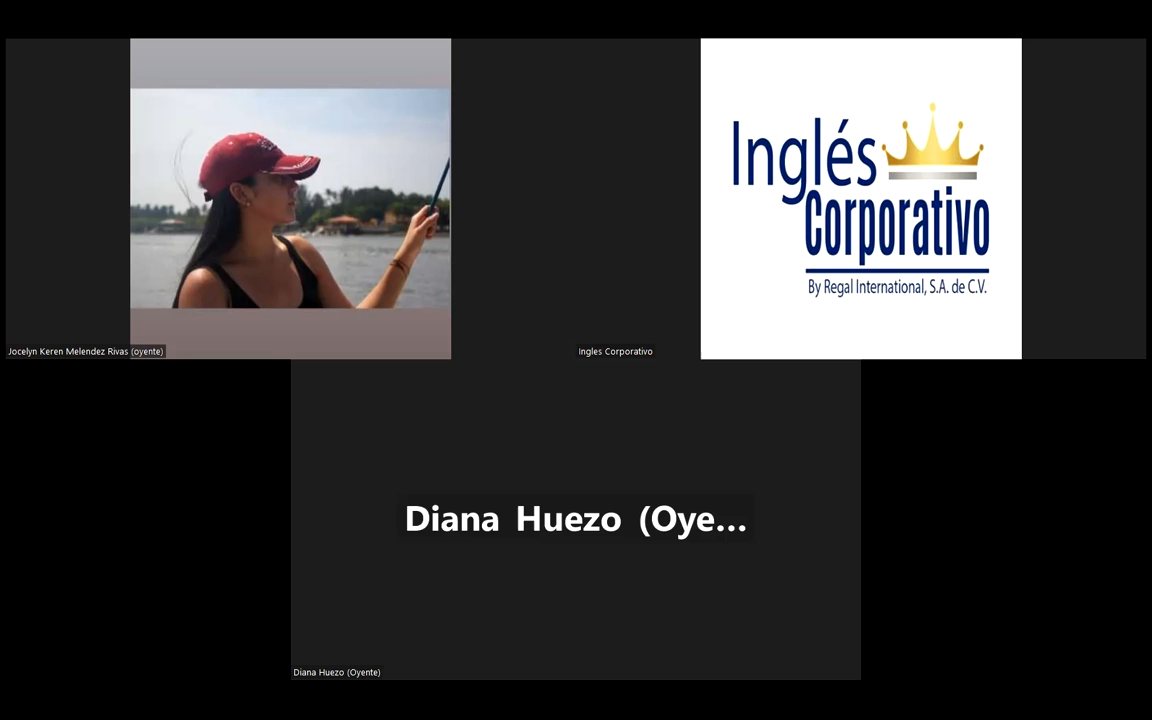 Inglés
Corporativo
By Regal International, S.A. de C.V.
Jocelyn Keren Melendez Rivas (oyente)
Ingles Corporativo
Diana Huezo (Oye...
Diana Huezo (Oyente)